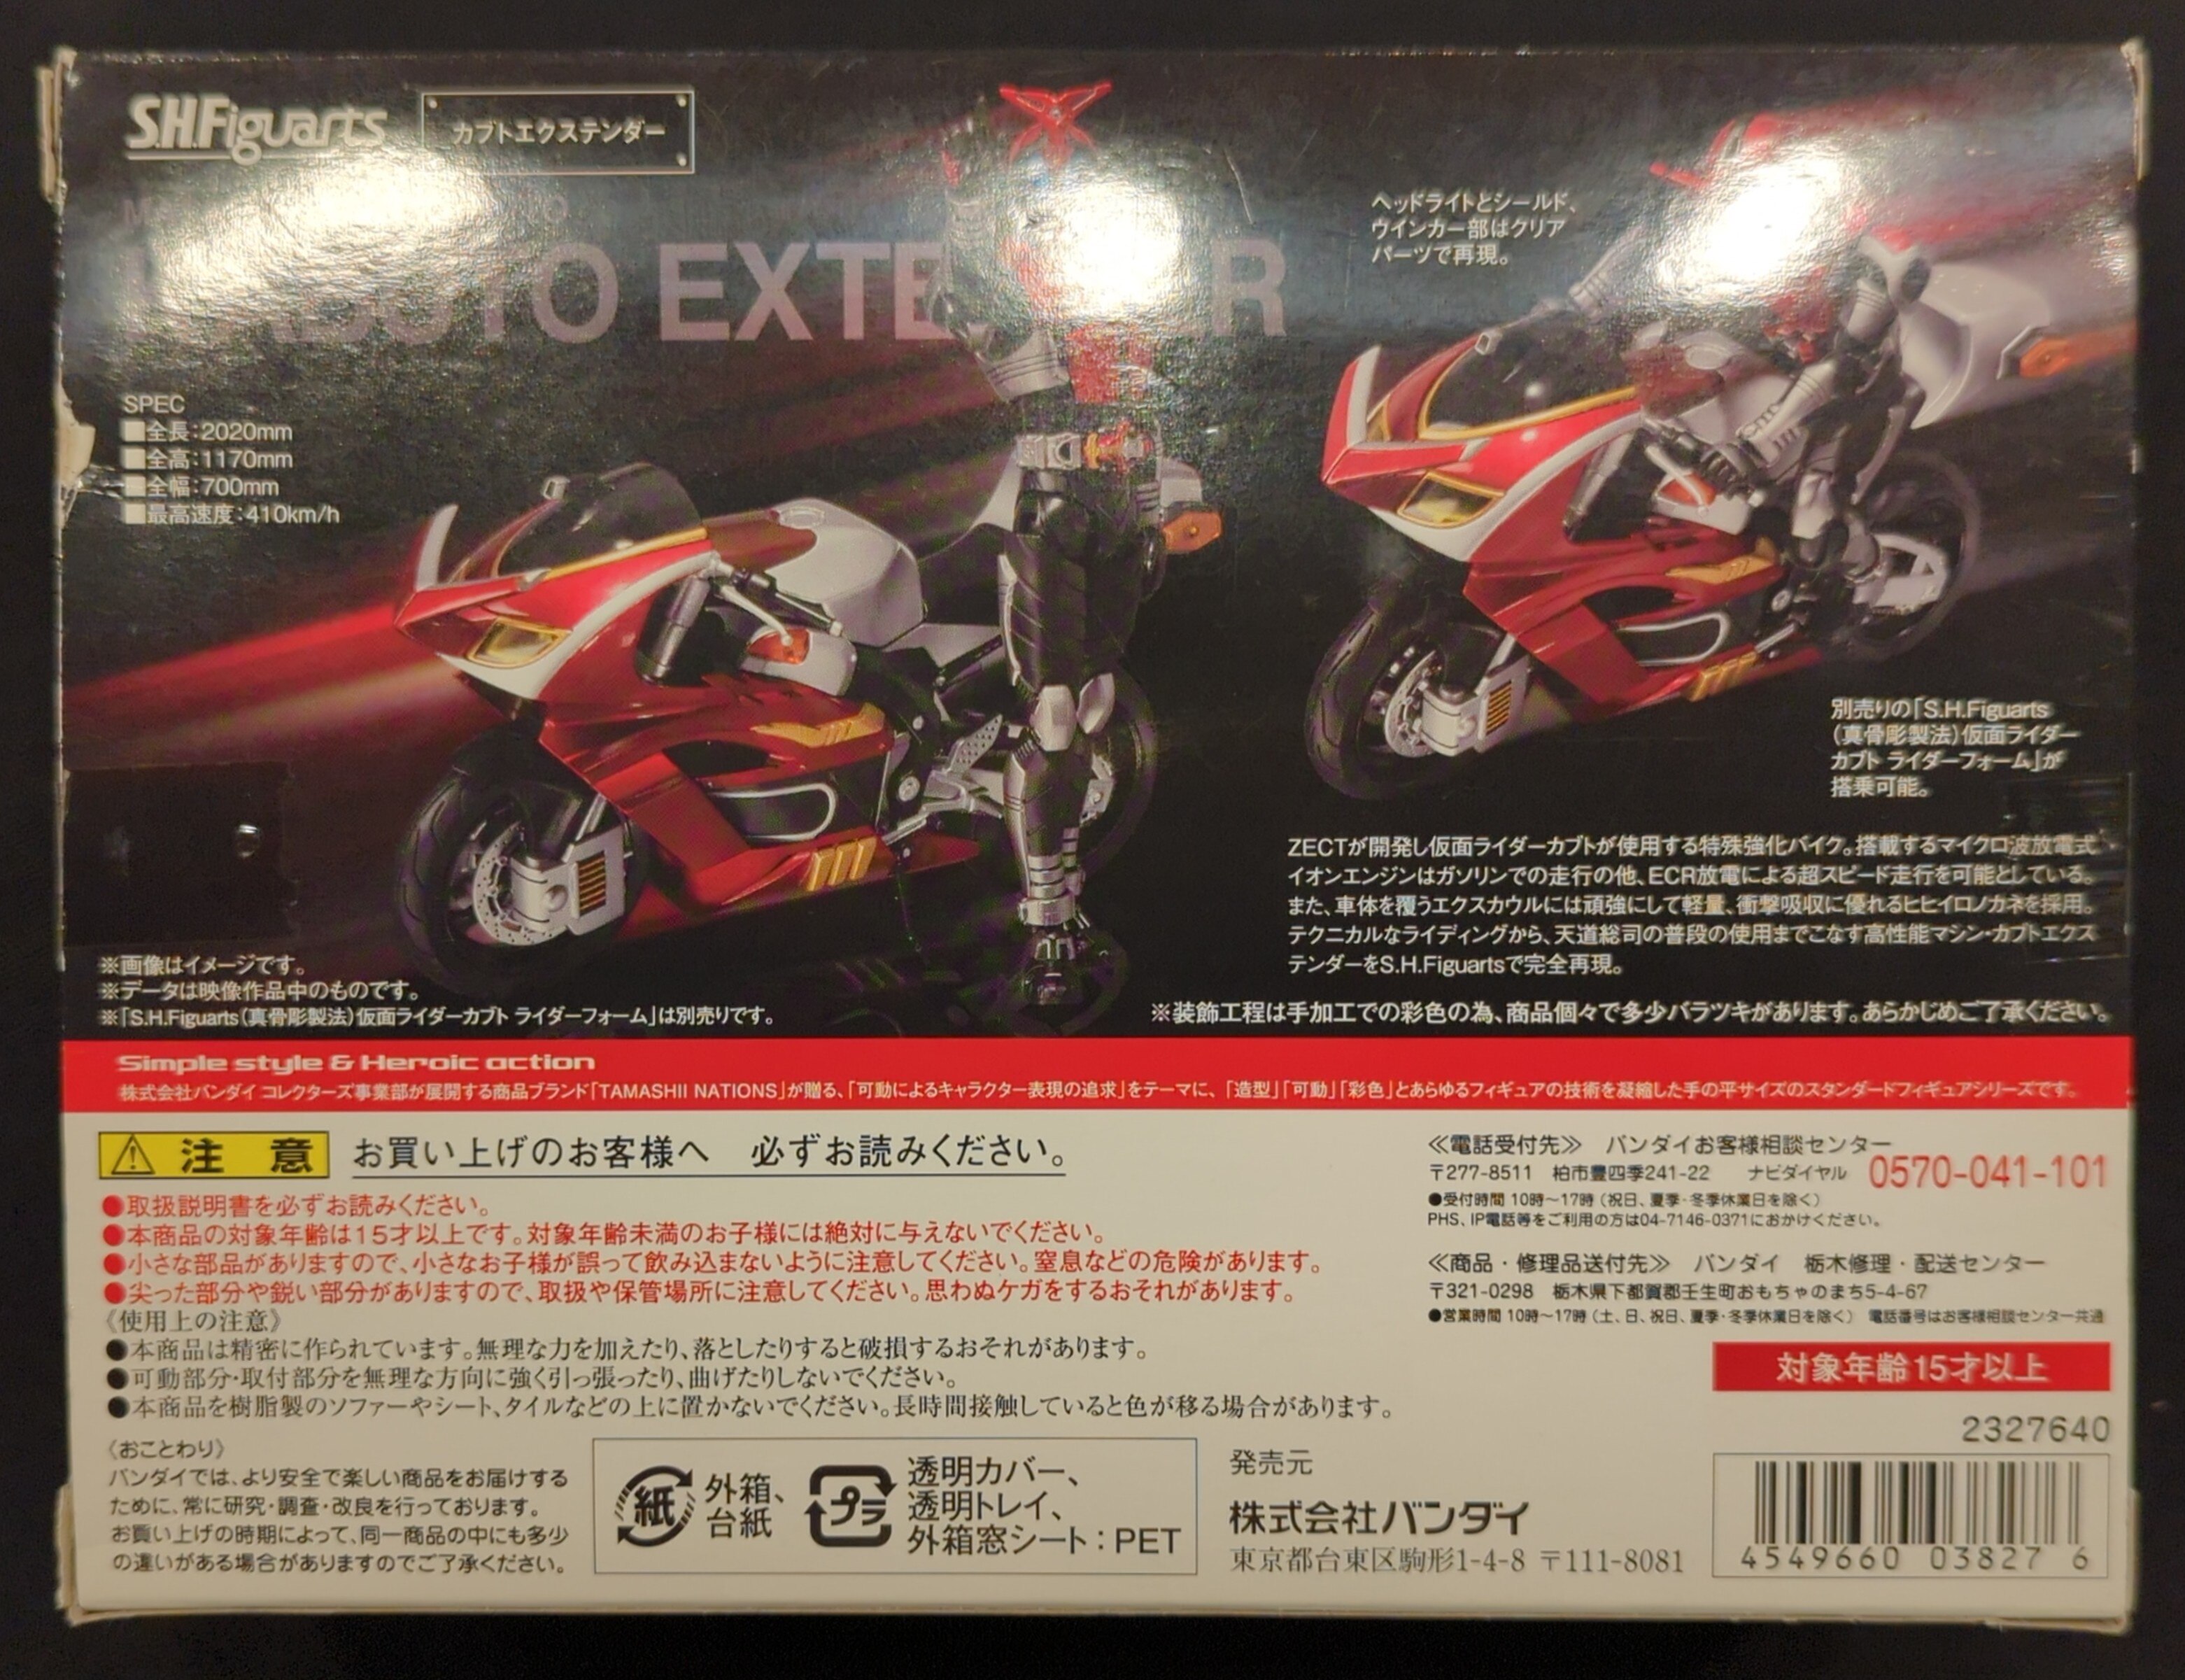 S.H.Figuarts
カブトエクステンダー
KABUTO EXTENDER
SPEC
■全長:2020mm
■全高:1170mm
■全幅:700mm
■最高速度:410km/h
ヘッドライトとシールド、
ウインカー部はクリア
パーツで再現。
別売りの「S.H.Figuarts
(真骨彫製法)仮面ライダー
カブト ライダーフォーム」が
搭乗可能。
ZECTが開発し仮面ライダーカブトが使用する特殊強化バイク。搭載するマイクロ波放電式
イオンエンジンはガソリンでの走行の他、ECR放電による超スピード走行を可能としている。
また、車体を覆うエクスカウルには頑強にして軽量、衝撃吸収に優れるヒヒイロノカネを採用。
テクニカルなライディングから、天道総司の普段の使用までこなす高性能マシン・カブトエクス
テンダーをS.H.Figuartsで完全再現。
※画像はイメージです。
※データは映像作品中のものです。
※「S.H.Figuarts(真骨彫製法)仮面ライダーカブト ライダーフォーム」は別売りです。
※装飾工程は手加工での彩色の為、商品個々で多少バラツキがあります。あらかじめご了承ください。
Simple style & Heroic action
株式会社バンダイ コレクターズ事業部が展開する商品ブランド「TAMASHII NATIONS」が贈る、「可動によるキャラクター表現の追求」をテーマに、「造型」「可動」「彩色」とあらゆるフィギュアの技術を凝縮した手の平サイズのスタンダードフィギュアシリーズです。
注意 お買い上げのお客様へ 必ずお読みください。
●取扱説明書を必ずお読みください。
●本商品の対象年齢は15才以上です。対象年齢未満のお子様には絶対に与えないでください。
●小さな部品がありますので、小さなお子様が誤って飲み込まないように注意してください。窒息などの危険があります。
●尖った部分や鋭い部分がありますので、取扱や保管場所に注意してください。思わぬケガをするおそれがあります。
《使用上の注意》
●本商品は精密に作られています。無理な力を加えたり、落としたりすると破損するおそれがあります。
●可動部分・取付部分を無理な方向に強く引っ張ったり、曲げたりしないでください。
●本商品を樹脂製のソファーやシート、タイルなどの上に置かないでください。長時間接触していると色が移る場合があります。
《おことわり》
バンダイでは、より安全で楽しい商品をお届けする
ために、常に研究・調査・改良を行っております。
お買い上げの時期によって、同一商品の中にも多少
の違いがある場合がありますのでご了承ください。
紙 外箱、
台紙
プラ 透明カバー、
透明トレイ、
外箱窓シート:PET
≪電話受付先≫ バンダイお客様相談センター
〒277-8511 柏市豊四季241-22 ナビダイヤル 0570-041-101
●受付時間 10時～17時(祝日、夏季・冬季休業日を除く)
PHS、IP電話等をご利用の方は04-7146-0371におかけください。
≪商品・修理品送付先≫ バンダイ 栃木修理・配送センター
〒321-0298 栃木県下都賀郡壬生町おもちゃのまち5-4-67
●営業時間 10時～17時(土、日、祝日、夏季・冬季休業日を除く) 電話番号はお客様相談センター共通
対象年齢15才以上
2327640
発売元
株式会社バンダイ
東京都台東区駒形1-4-8 〒111-8081
4549660 03827 6